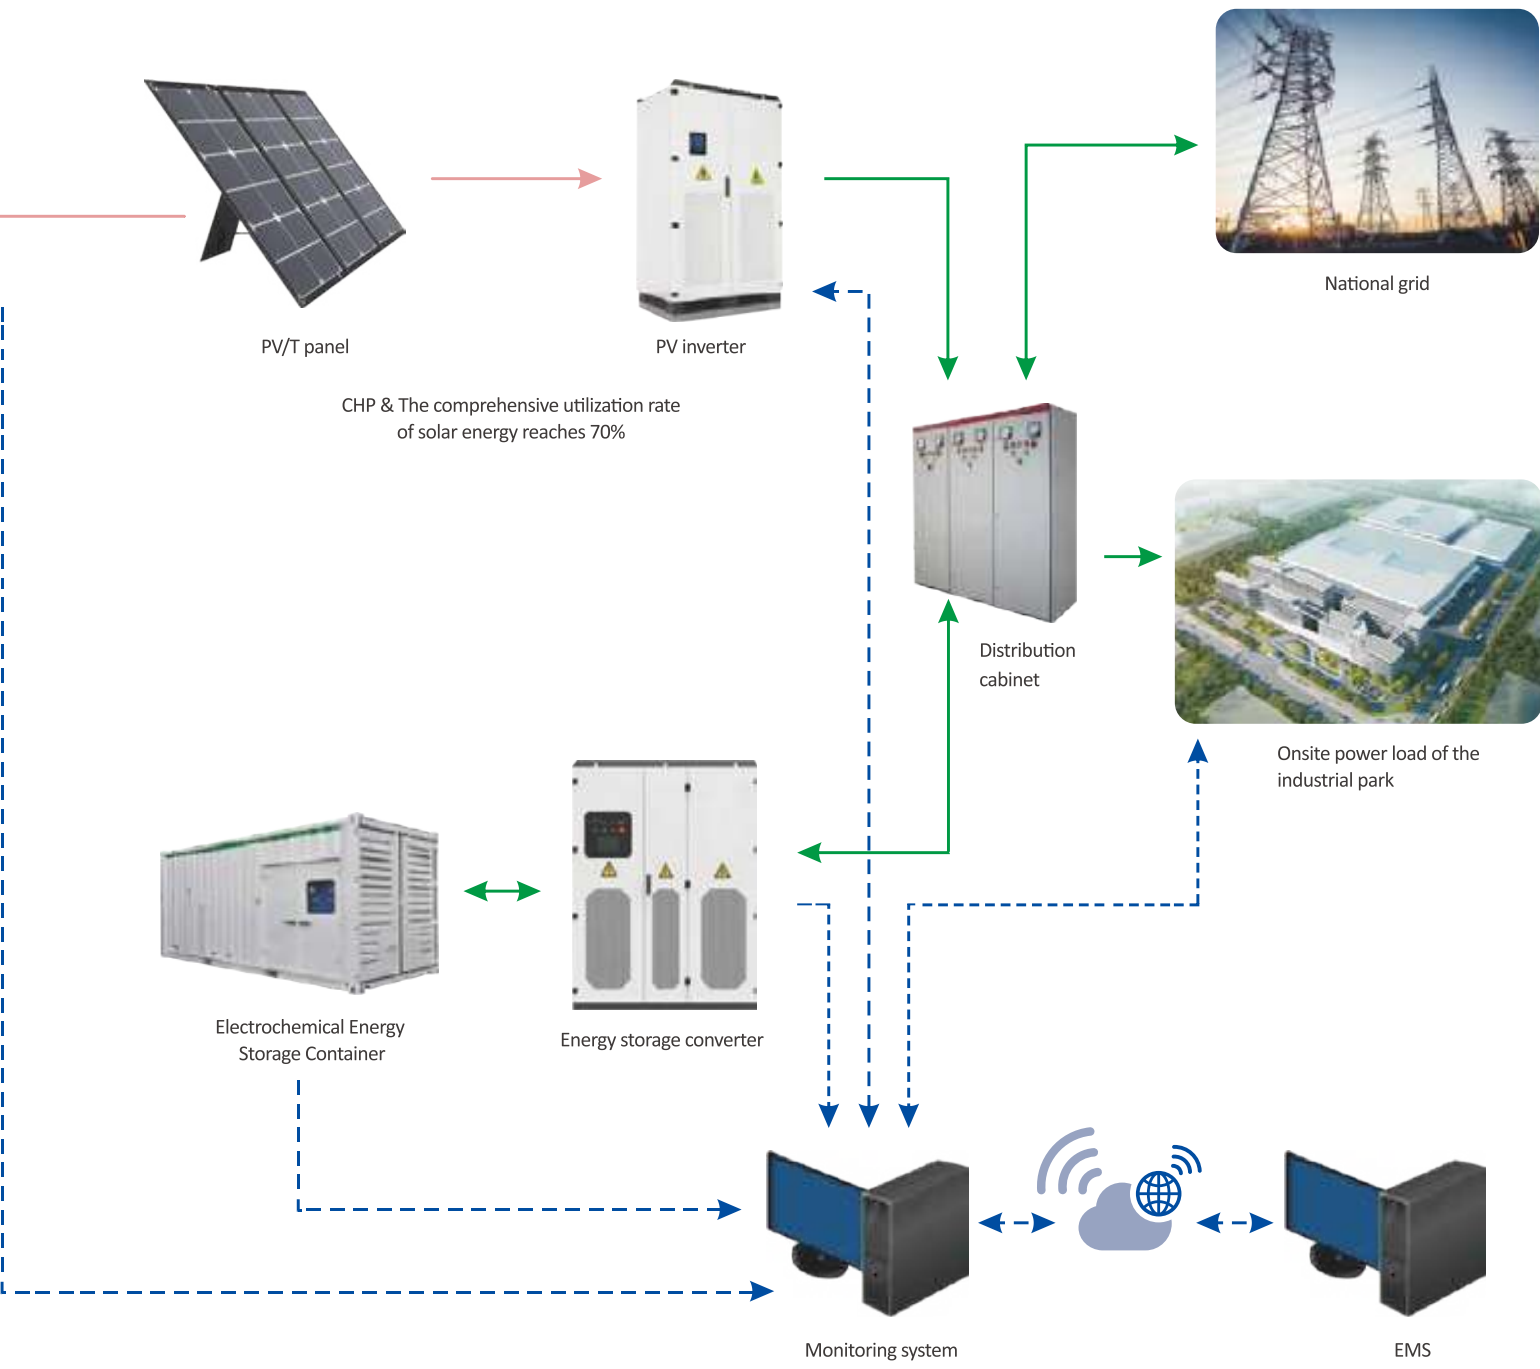 National grid
PV/T panel
PV inverter
CHP & The comprehensive utilization rate
of solar energy reaches 70%
Distribution
cabinet
Onsite power load of the
industrial park
Electrochemical Energy
Storage Container
Energy storage converter
Monitoring system
EMS